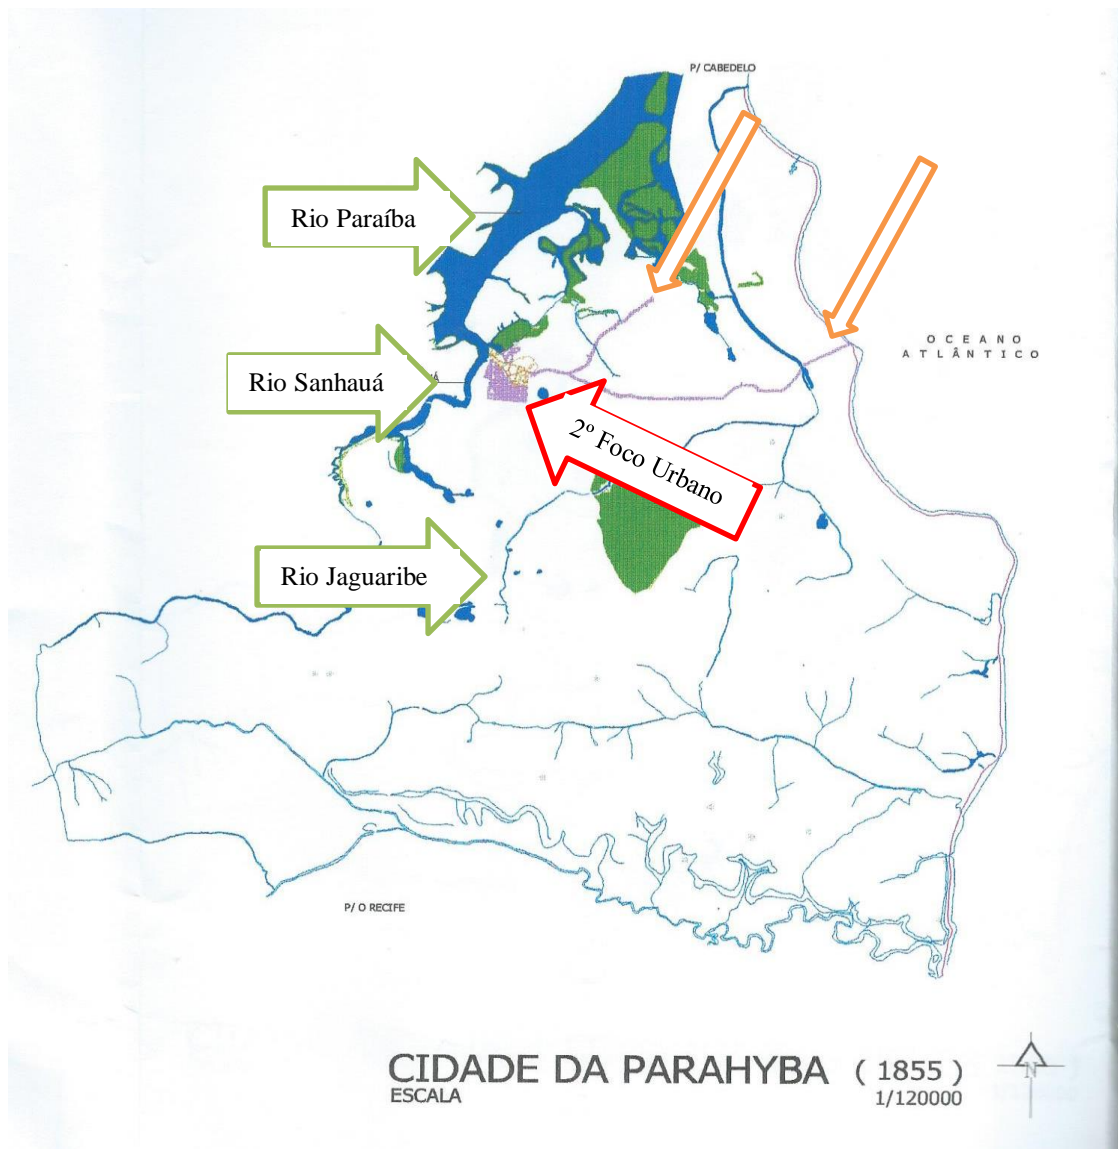 P/ CABEDELO
Rio Paraíba
OCEANO
ATLÂNTICO
Rio Sanhauá
2º Foco Urbano
Rio Jaguaribe
P/ O RECIFE
CIDADE DA PARAHYBA ( 1855 )
ESCALA
1/120000
N